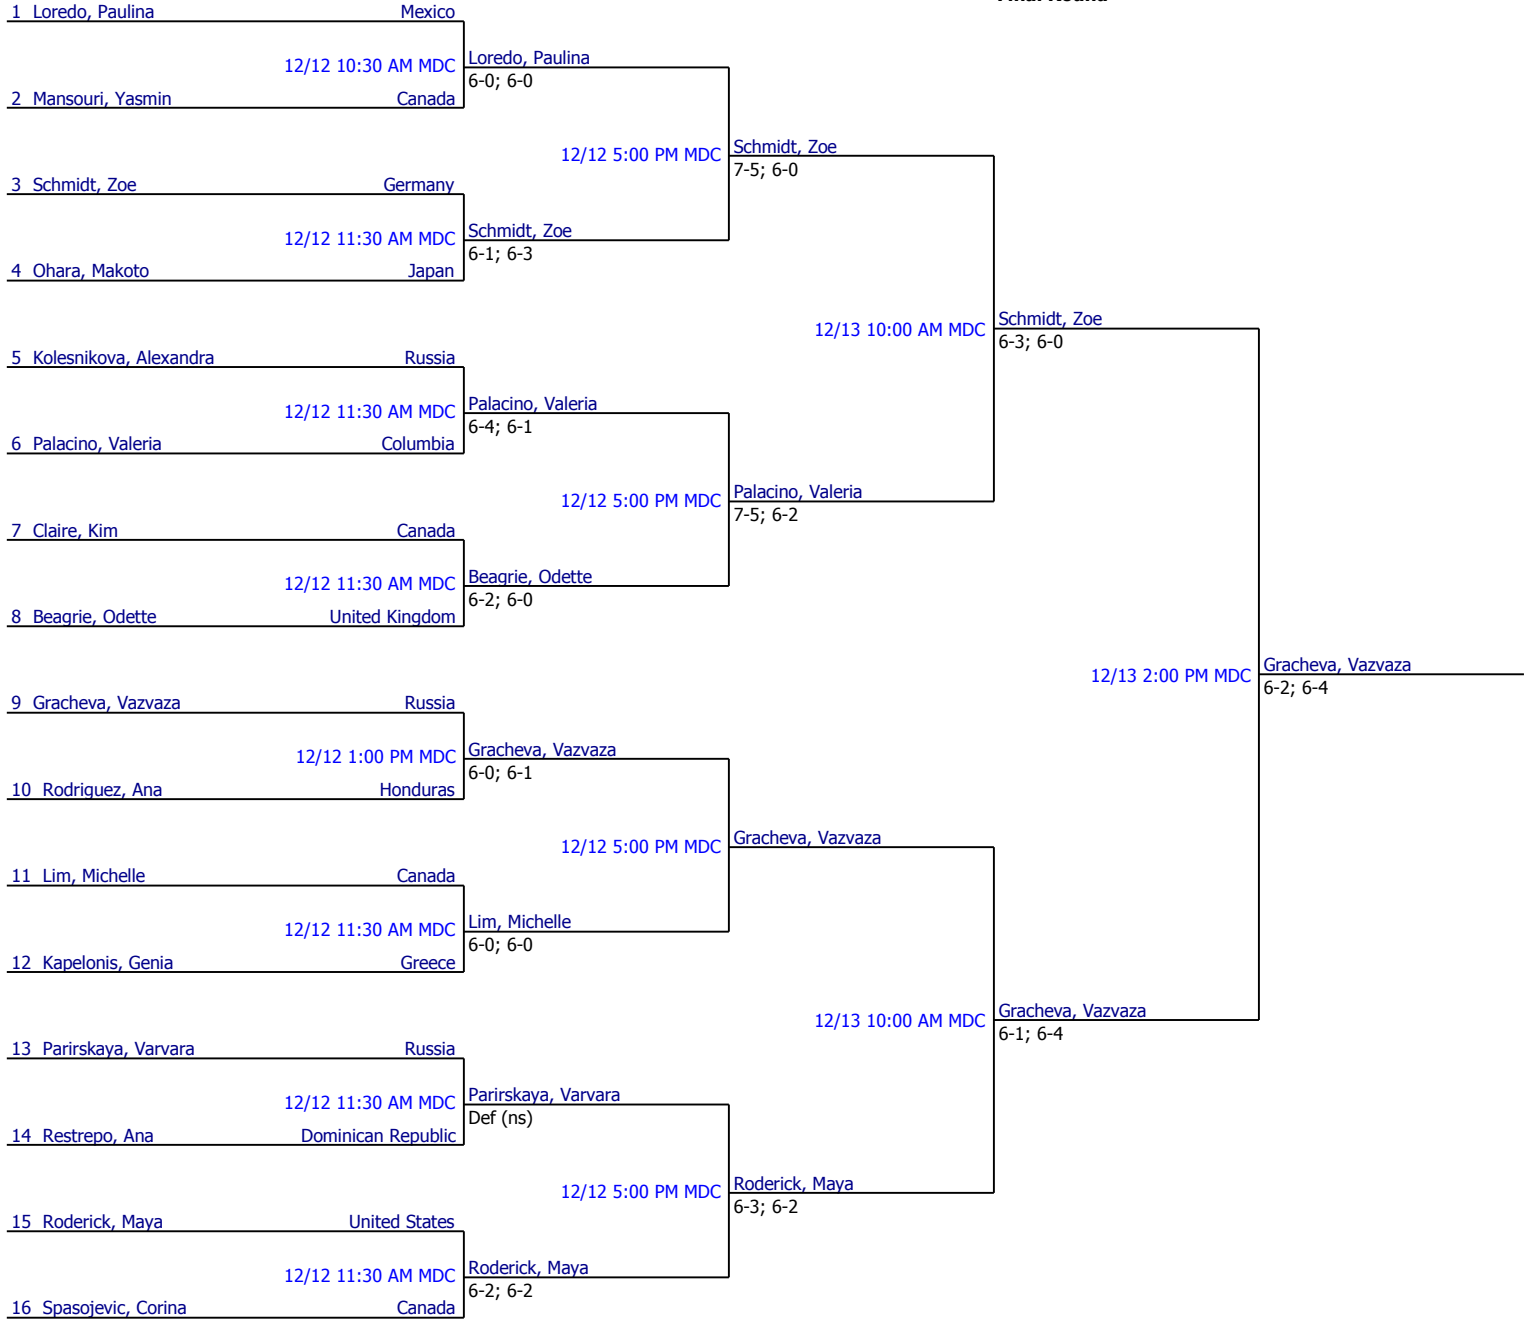 1 Loredo, Paulina Mexico
12/12 10:30 AM MDC
2 Mansouri, Yasmin Canada
Loredo, Paulina
6-0; 6-0
3 Schmidt, Zoe Germany
12/12 11:30 AM MDC
4 Ohara, Makoto Japan
Schmidt, Zoe
6-1; 6-3
12/12 5:00 PM MDC
Schmidt, Zoe
7-5; 6-0
5 Kolesnikova, Alexandra Russia
12/12 11:30 AM MDC
6 Palacino, Valeria Columbia
Palacino, Valeria
6-4; 6-1
7 Claire, Kim Canada
12/12 11:30 AM MDC
8 Beagrie, Odette United Kingdom
Beagrie, Odette
6-2; 6-0
12/12 5:00 PM MDC
Palacino, Valeria
7-5; 6-2
12/13 10:00 AM MDC
Schmidt, Zoe
6-3; 6-0
9 Gracheva, Vazvaza Russia
12/12 1:00 PM MDC
10 Rodriguez, Ana Honduras
Gracheva, Vazvaza
6-0; 6-1
11 Lim, Michelle Canada
12/12 11:30 AM MDC
12 Kapelonis, Genia Greece
Lim, Michelle
6-0; 6-0
12/12 5:00 PM MDC
Gracheva, Vazvaza
13 Parirskaya, Varvara Russia
12/12 11:30 AM MDC
14 Restrepo, Ana Dominican Republic
Parirskaya, Varvara
Def (ns)
15 Roderick, Maya United States
12/12 11:30 AM MDC
16 Spasojevic, Corina Canada
Roderick, Maya
6-2; 6-2
12/12 5:00 PM MDC
Roderick, Maya
6-3; 6-2
12/13 10:00 AM MDC
Gracheva, Vazvaza
6-1; 6-4
12/13 2:00 PM MDC
Gracheva, Vazvaza
6-2; 6-4